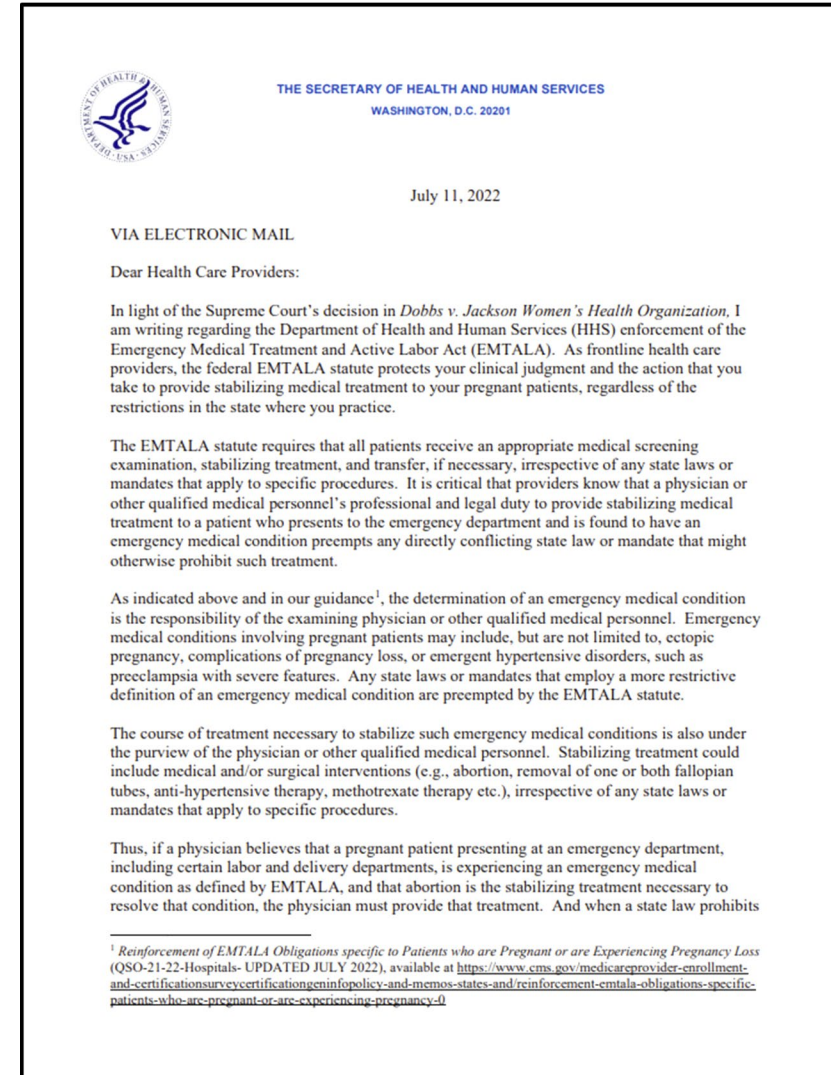 DEPARTMENT OF HEALTH & HUMAN SERVICES · USA ·
THE SECRETARY OF HEALTH AND HUMAN SERVICES
WASHINGTON, D.C. 20201
July 11, 2022
VIA ELECTRONIC MAIL
Dear Health Care Providers:
In light of the Supreme Court's decision in Dobbs v. Jackson Women's Health Organization, I
am writing regarding the Department of Health and Human Services (HHS) enforcement of the
Emergency Medical Treatment and Active Labor Act (EMTALA). As frontline health care
providers, the federal EMTALA statute protects your clinical judgment and the action that you
take to provide stabilizing medical treatment to your pregnant patients, regardless of the
restrictions in the state where you practice.
The EMTALA statute requires that all patients receive an appropriate medical screening
examination, stabilizing treatment, and transfer, if necessary, irrespective of any state laws or
mandates that apply to specific procedures. It is critical that providers know that a physician or
other qualified medical personnel's professional and legal duty to provide stabilizing medical
treatment to a patient who presents to the emergency department and is found to have an
emergency medical condition preempts any directly conflicting state law or mandate that might
otherwise prohibit such treatment.
As indicated above and in our guidance1, the determination of an emergency medical condition
is the responsibility of the examining physician or other qualified medical personnel. Emergency
medical conditions involving pregnant patients may include, but are not limited to, ectopic
pregnancy, complications of pregnancy loss, or emergent hypertensive disorders, such as
preeclampsia with severe features. Any state laws or mandates that employ a more restrictive
definition of an emergency medical condition are preempted by the EMTALA statute.
The course of treatment necessary to stabilize such emergency medical conditions is also under
the purview of the physician or other qualified medical personnel. Stabilizing treatment could
include medical and/or surgical interventions (e.g., abortion, removal of one or both fallopian
tubes, anti-hypertensive therapy, methotrexate therapy etc.), irrespective of any state laws or
mandates that apply to specific procedures.
Thus, if a physician believes that a pregnant patient presenting at an emergency department,
including certain labor and delivery departments, is experiencing an emergency medical
condition as defined by EMTALA, and that abortion is the stabilizing treatment necessary to
resolve that condition, the physician must provide that treatment. And when a state law prohibits
1 Reinforcement of EMTALA Obligations specific to Patients who are Pregnant or are Experiencing Pregnancy Loss
(QSO-21-22-Hospitals- UPDATED JULY 2022), available at https://www.cms.gov/medicareprovider-enrollment-
and-certificationsurveycertificationgeninfopolicy-and-memos-states-and/reinforcement-emtala-obligations-specific-
patients-who-are-pregnant-or-are-experiencing-pregnancy-0